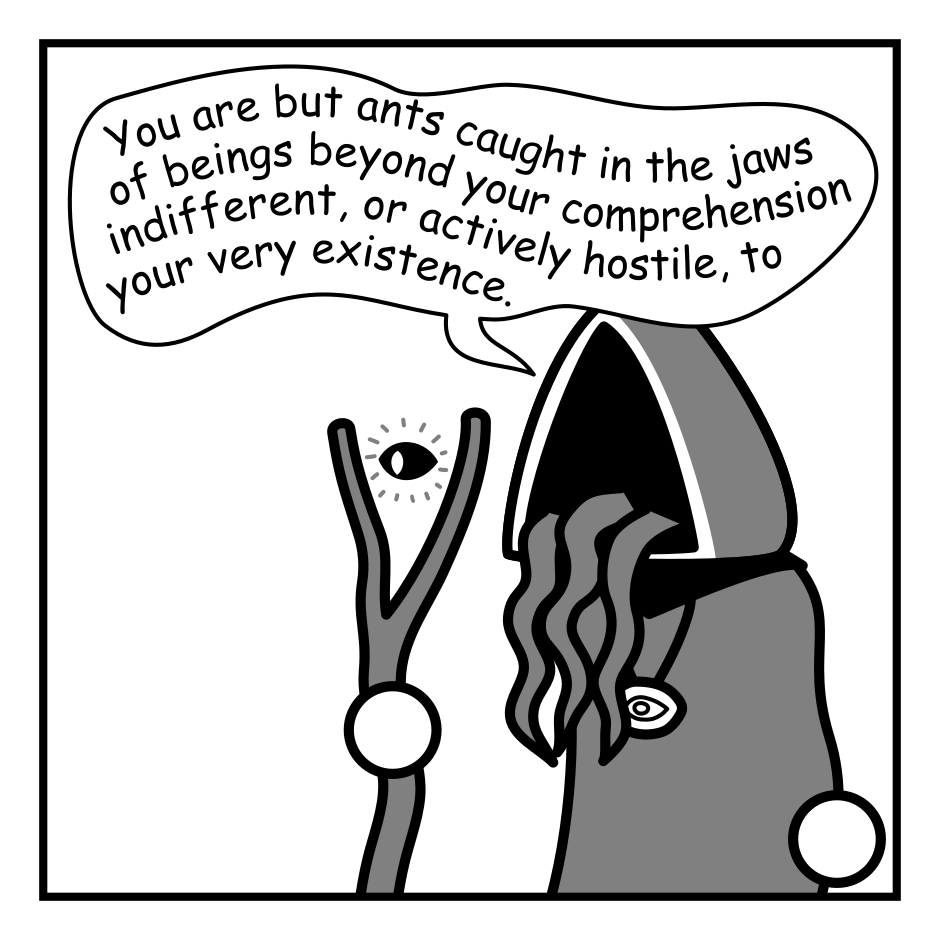 You are but ants caught in the jaws
of beings beyond your comprehension
indifferent, or actively hostile, to
your very existence.